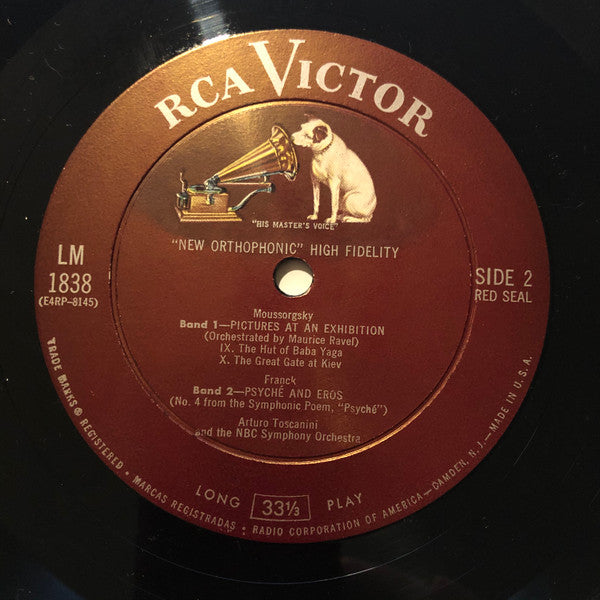 RCA VICTOR
"HIS MASTER'S VOICE"
"NEW ORTHOPHONIC" HIGH FIDELITY
LM
1838
(E4RP-8145)
SIDE 2
RED SEAL
Moussorgsky
Band 1—PICTURES AT AN EXHIBITION
(Orchestrated by Maurice Ravel)
IX. The Hut of Baba Yaga
X. The Great Gate at Kiev
Franck
Band 2—PSYCHÉ AND EROS
(No. 4 from the Symphonic Poem, "Psyché")
Arturo Toscanini
and the NBC Symphony Orchestra
LONG 33⅓ PLAY
TRADE MARKS ® REGISTERED • MARCAS REGISTRADAS • RADIO CORPORATION OF AMERICA—CAMDEN, N.J.—MADE IN U.S.A.